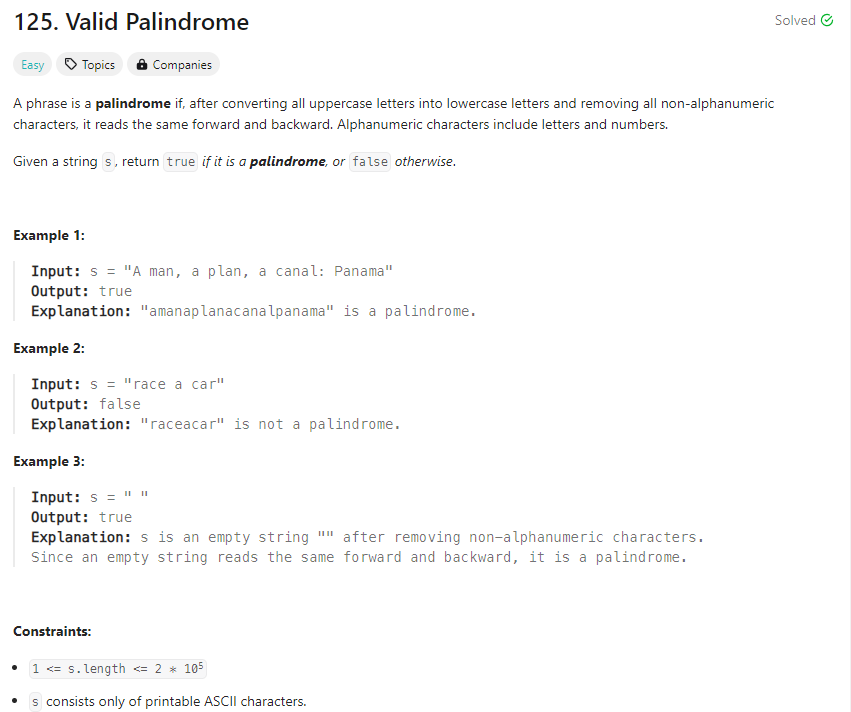 125. Valid Palindrome
Solved
Easy Topics Companies
A phrase is a palindrome if, after converting all uppercase letters into lowercase letters and removing all non-alphanumeric
characters, it reads the same forward and backward. Alphanumeric characters include letters and numbers.
Given a string s, return true if it is a palindrome, or false otherwise.
Example 1:
Input: s = "A man, a plan, a canal: Panama"
Output: true
Explanation: "amanaplanacanalpanama" is a palindrome.
Example 2:
Input: s = "race a car"
Output: false
Explanation: "raceacar" is not a palindrome.
Example 3:
Input: s = " "
Output: true
Explanation: s is an empty string "" after removing non-alphanumeric characters.
Since an empty string reads the same forward and backward, it is a palindrome.
Constraints:
• 1 <= s.length <= 2 * 10⁵
• s consists only of printable ASCII characters.